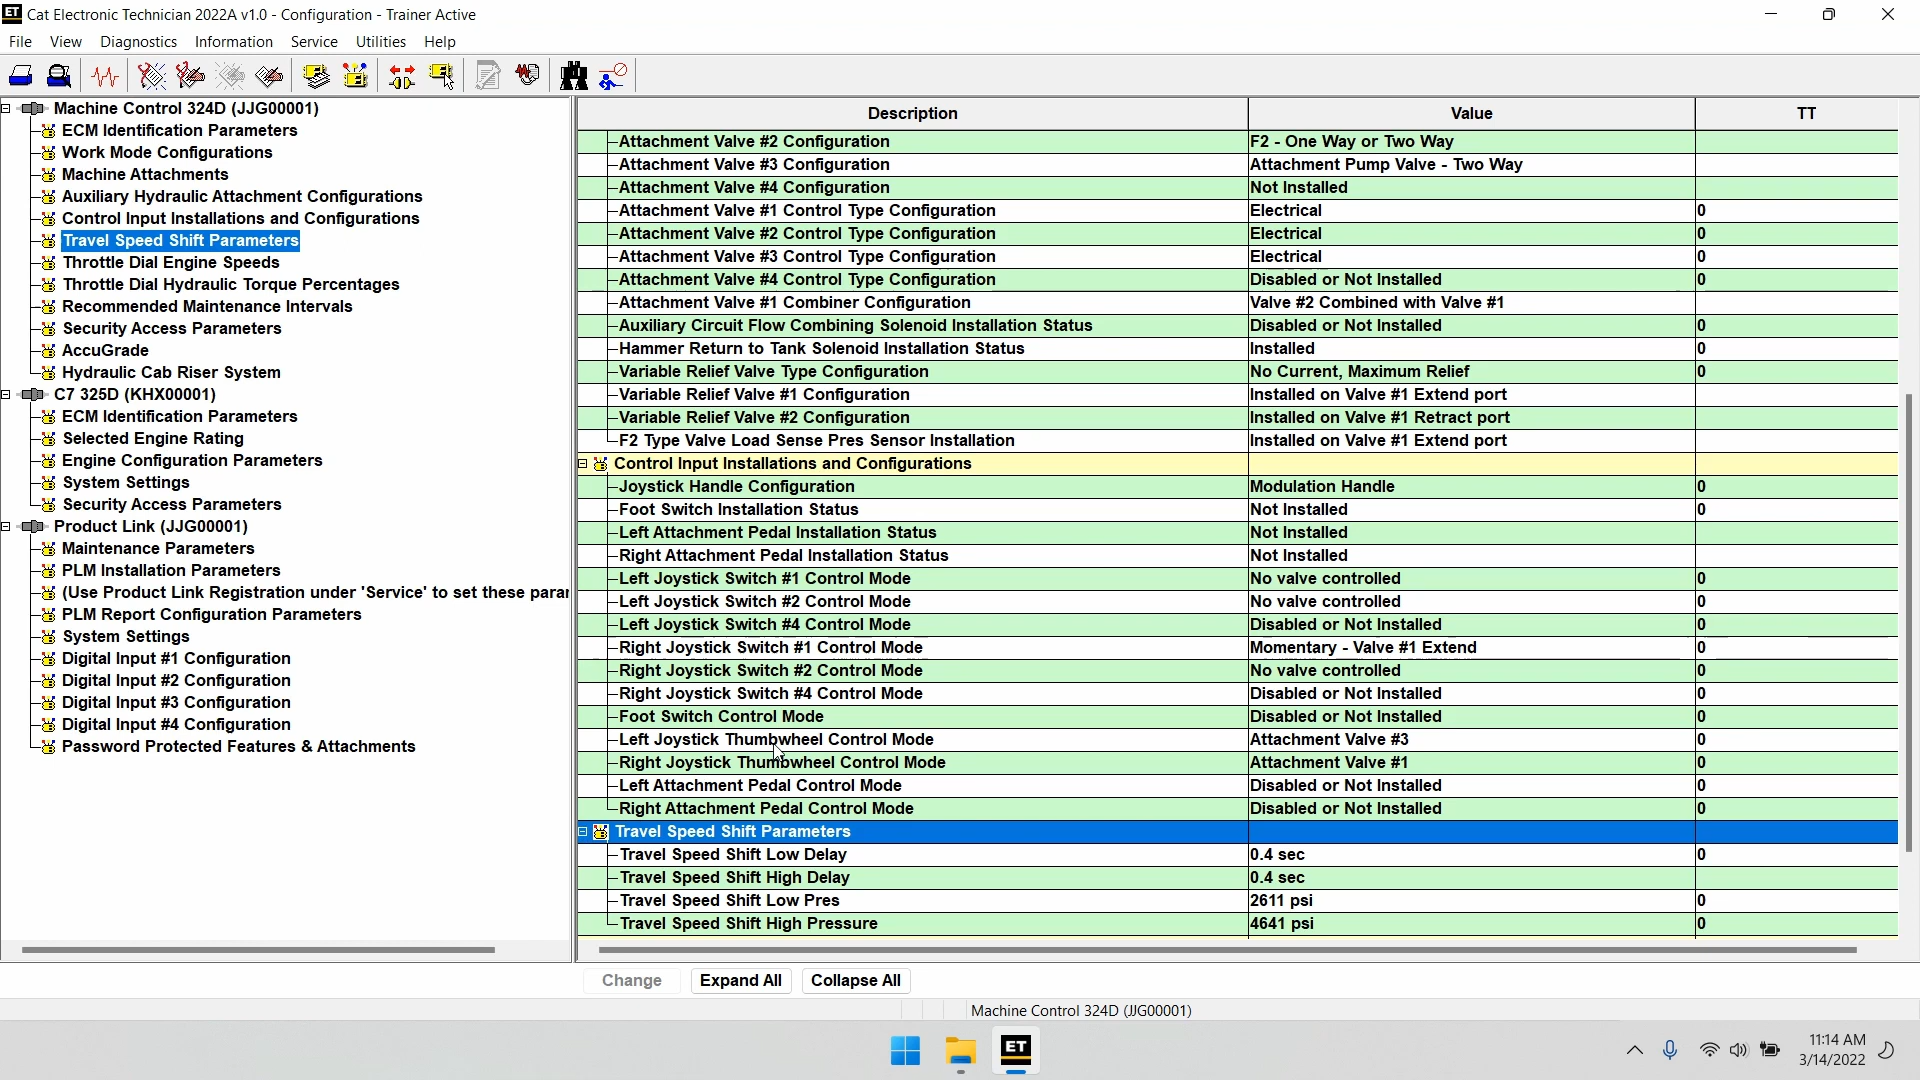 ET Cat Electronic Technician 2022A v1.0 - Configuration - Trainer Active
File View Diagnostics Information Service Utilities Help
Machine Control 324D (JJG00001)
ECM Identification Parameters
Work Mode Configurations
Machine Attachments
Auxiliary Hydraulic Attachment Configurations
Control Input Installations and Configurations
Travel Speed Shift Parameters
Throttle Dial Engine Speeds
Throttle Dial Hydraulic Torque Percentages
Recommended Maintenance Intervals
Security Access Parameters
AccuGrade
Hydraulic Cab Riser System
C7 325D (KHX00001)
ECM Identification Parameters
Selected Engine Rating
Engine Configuration Parameters
System Settings
Security Access Parameters
Product Link (JJG00001)
Maintenance Parameters
PLM Installation Parameters
(Use Product Link Registration under 'Service' to set these parar
PLM Report Configuration Parameters
System Settings
Digital Input #1 Configuration
Digital Input #2 Configuration
Digital Input #3 Configuration
Digital Input #4 Configuration
Password Protected Features & Attachments
Description Value TT
Attachment Valve #2 Configuration F2 - One Way or Two Way
Attachment Valve #3 Configuration Attachment Pump Valve - Two Way
Attachment Valve #4 Configuration Not Installed
Attachment Valve #1 Control Type Configuration Electrical 0
Attachment Valve #2 Control Type Configuration Electrical 0
Attachment Valve #3 Control Type Configuration Electrical 0
Attachment Valve #4 Control Type Configuration Disabled or Not Installed 0
Attachment Valve #1 Combiner Configuration Valve #2 Combined with Valve #1
Auxiliary Circuit Flow Combining Solenoid Installation Status Disabled or Not Installed 0
Hammer Return to Tank Solenoid Installation Status Installed 0
Variable Relief Valve Type Configuration No Current, Maximum Relief 0
Variable Relief Valve #1 Configuration Installed on Valve #1 Extend port
Variable Relief Valve #2 Configuration Installed on Valve #1 Retract port
F2 Type Valve Load Sense Pres Sensor Installation Installed on Valve #1 Extend port
Control Input Installations and Configurations
Joystick Handle Configuration Modulation Handle 0
Foot Switch Installation Status Not Installed 0
Left Attachment Pedal Installation Status Not Installed
Right Attachment Pedal Installation Status Not Installed
Left Joystick Switch #1 Control Mode No valve controlled 0
Left Joystick Switch #2 Control Mode No valve controlled 0
Left Joystick Switch #4 Control Mode Disabled or Not Installed 0
Right Joystick Switch #1 Control Mode Momentary - Valve #1 Extend 0
Right Joystick Switch #2 Control Mode No valve controlled 0
Right Joystick Switch #4 Control Mode Disabled or Not Installed 0
Foot Switch Control Mode Disabled or Not Installed 0
Left Joystick Thumbwheel Control Mode Attachment Valve #3 0
Right Joystick Thumbwheel Control Mode Attachment Valve #1 0
Left Attachment Pedal Control Mode Disabled or Not Installed 0
Right Attachment Pedal Control Mode Disabled or Not Installed 0
Travel Speed Shift Parameters
Travel Speed Shift Low Delay 0.4 sec 0
Travel Speed Shift High Delay 0.4 sec
Travel Speed Shift Low Pres 2611 psi 0
Travel Speed Shift High Pressure 4641 psi 0
Change Expand All Collapse All
Machine Control 324D (JJG00001)
ET
11:14 AM
3/14/2022